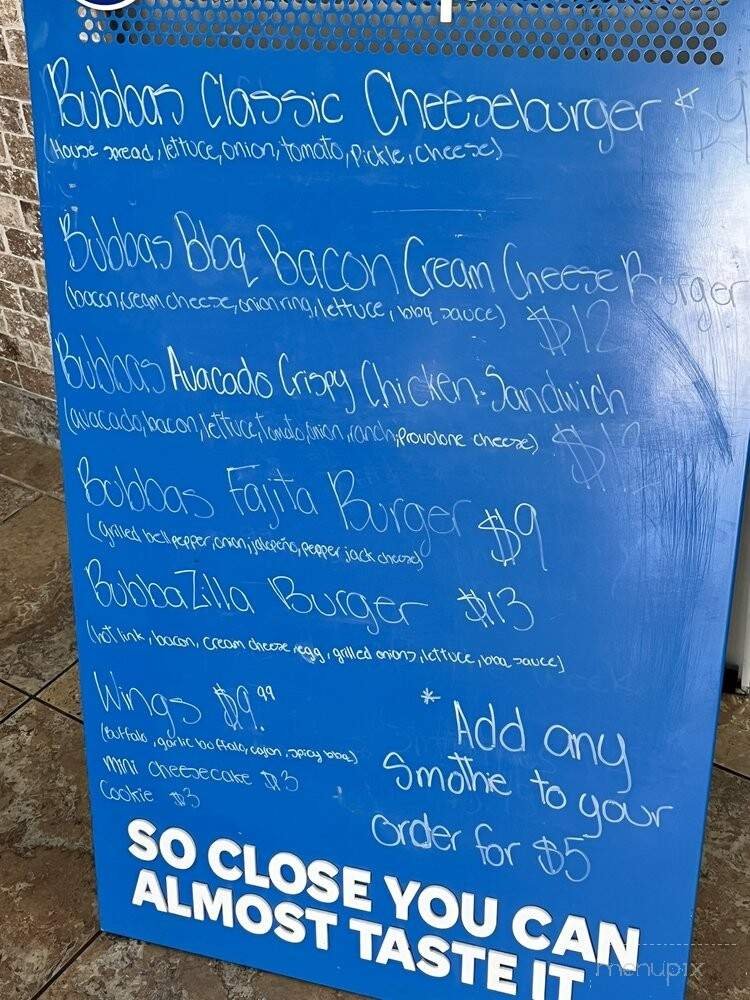 Bubbas Classic Cheeseburger $9
(House spread, lettuce, onion, tomato, Pickle, cheese)
Bubbas Bbq Bacon Cream Cheese Burger
(bacon, cream cheese, onion ring, lettuce, bbq sauce) $12
Bubbas Avacado Crispy Chicken Sandwich
(avacado, bacon, lettuce, tomato, onion, ranch, Provolone cheese)
Bubbas Fajita Burger $9
(grilled bell pepper, onion, jalapeño, pepper jack cheese)
BubbaZilla Burger $13
(hot link, bacon, cream cheese, egg, grilled onions, lettuce, bbq sauce)
Wings $9.99
(buffalo, garlic buffalo, cajon, spicy bbq)
mini cheesecake $3
Cookie $3
* Add any
Smothie to your
order for $5
SO CLOSE YOU CAN
ALMOST TASTE IT
menupix